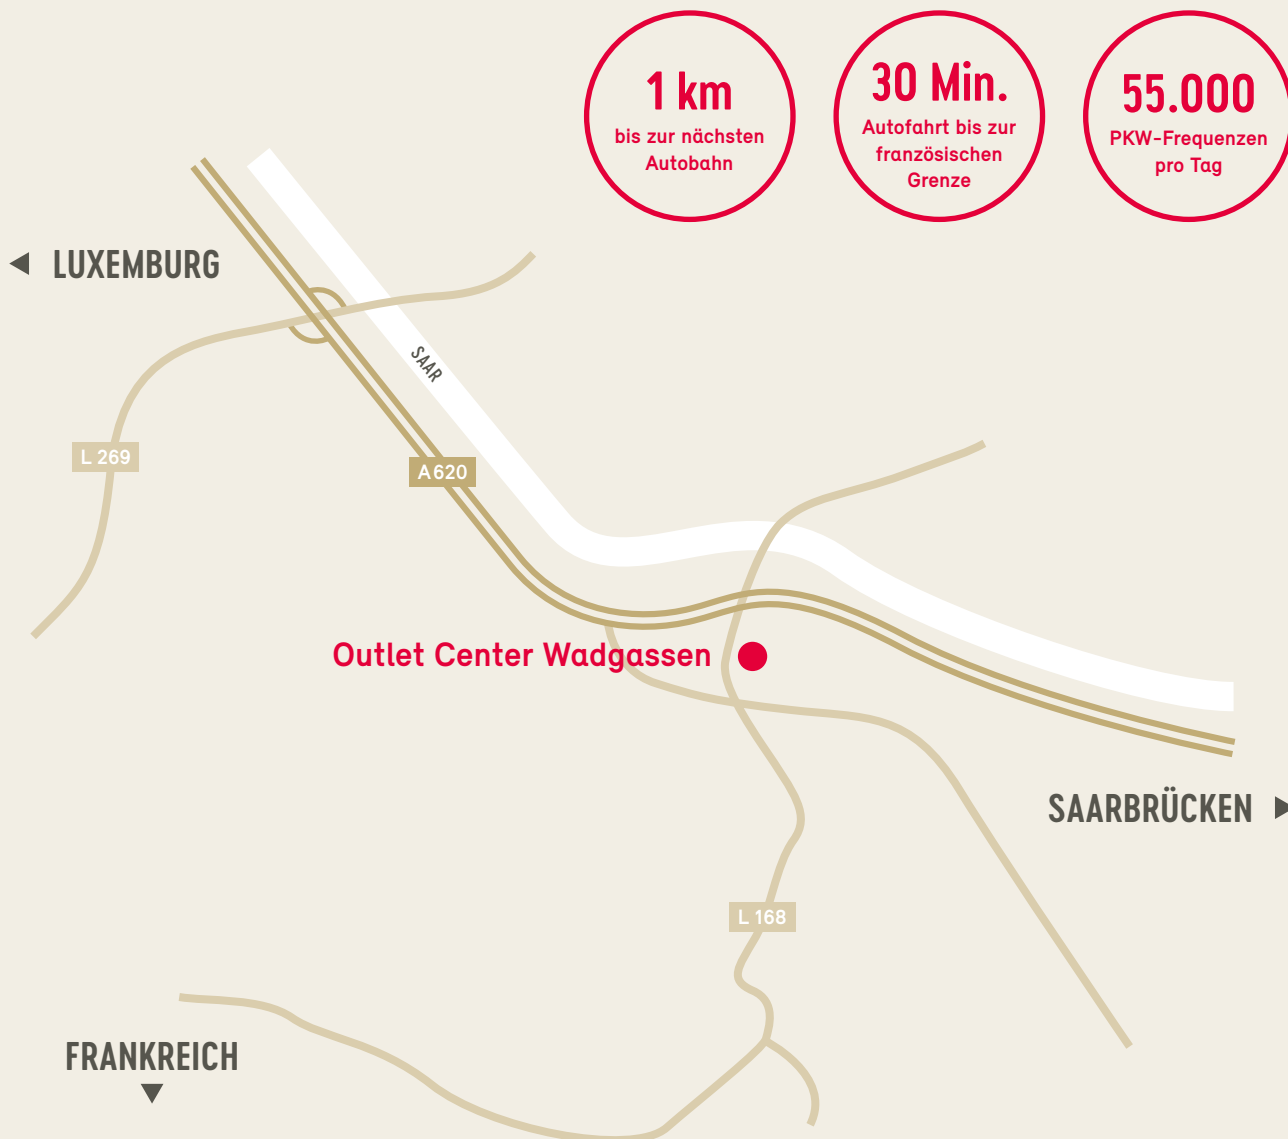 1 km
bis zur nächsten
Autobahn
30 Min.
Autofahrt bis zur
französischen
Grenze
55.000
PKW-Frequenzen
pro Tag
LUXEMBURG
SAAR
L 269
A 620
Outlet Center Wadgassen
SAARBRÜCKEN
L 168
FRANKREICH